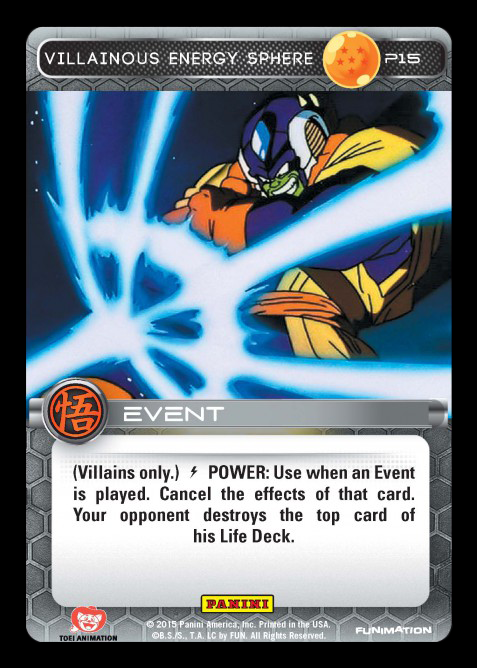 VILLAINOUS ENERGY SPHERE P15
悟 EVENT
(Villains only.) ⚡ POWER: Use when an Event
is played. Cancel the effects of that card.
Your opponent destroys the top card of
his Life Deck.
PANINI
TOEI ANIMATION
© 2015 Panini America, Inc. Printed in the USA.
©B.S./S., T.A. LC by FUN. All Rights Reserved.
FUNIMATION